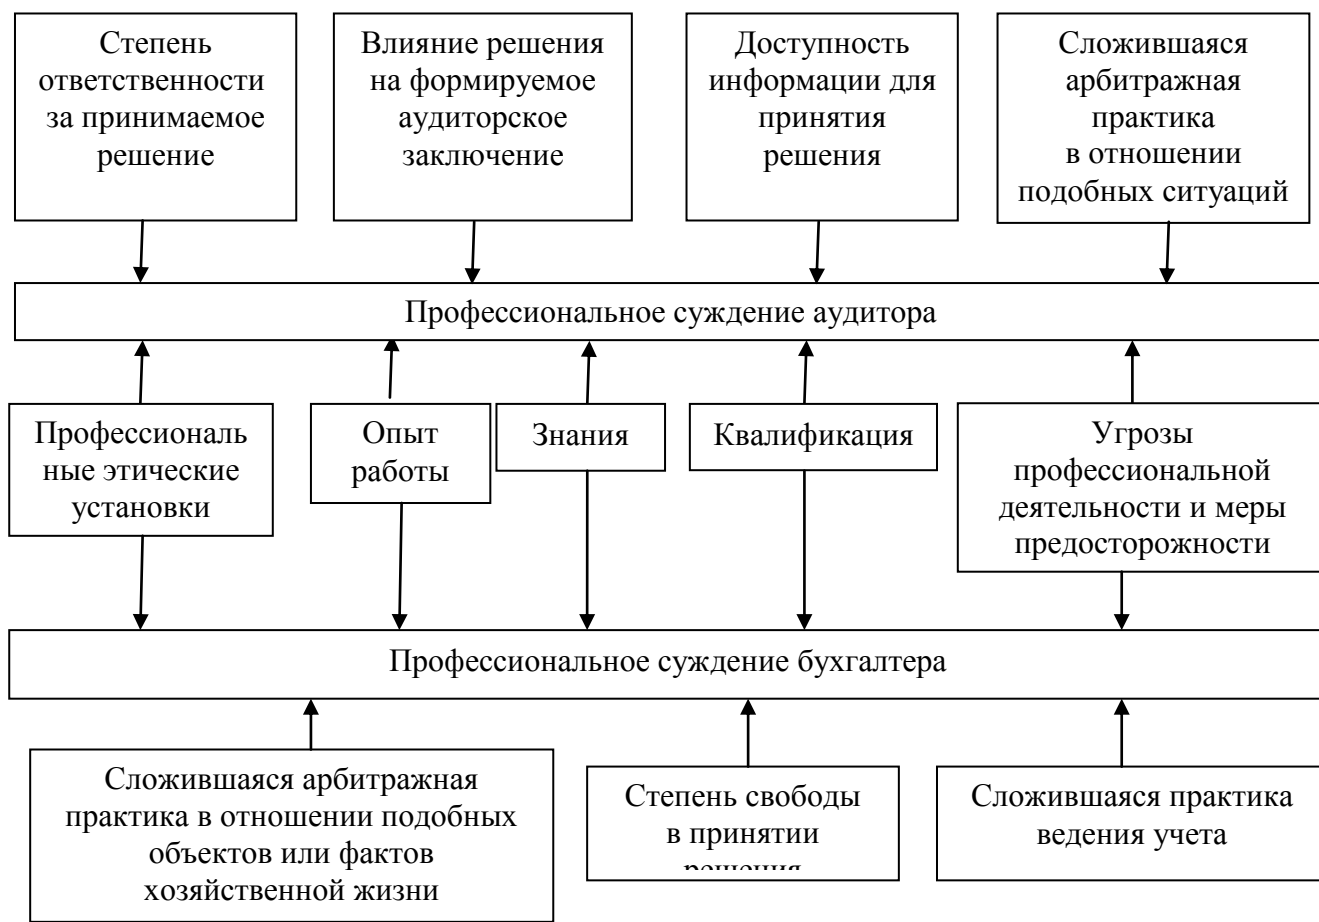 Степень
ответственности
за принимаемое
решение
Влияние решения
на формируемое
аудиторское
заключение
Доступность
информации для
принятия
решения
Сложившаяся
арбитражная
практика
в отношении
подобных ситуаций
Профессиональное суждение аудитора
Профессиональ
ные этические
установки
Опыт
работы
Знания
Квалификация
Угрозы
профессиональной
деятельности и меры
предосторожности
Профессиональное суждение бухгалтера
Сложившаяся арбитражная
практика в отношении подобных
объектов или фактов
хозяйственной жизни
Степень свободы
в принятии
решения
Сложившаяся практика
ведения учета